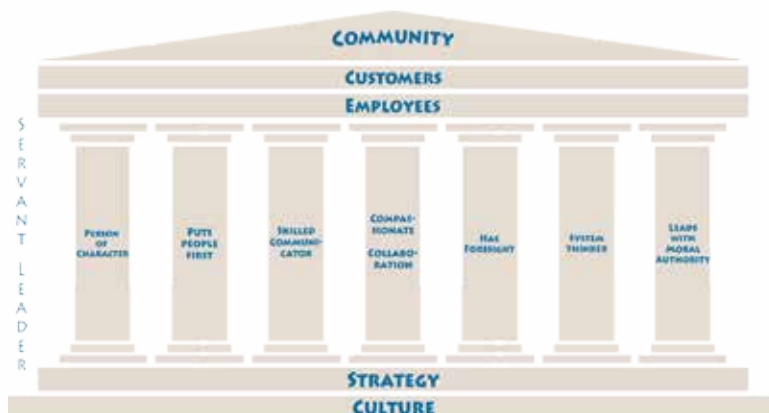 COMMUNITY
CUSTOMERS
EMPLOYEES
SERVANT LEADER
PERSON
OF
CHARACTER
PUTS
PEOPLE
FIRST
SKILLED
COMMUNI-
CATOR
COMPAS-
SIONATE
COLLABO-
RATION
HAS
FORESIGHT
SYSTEM
THINKER
LEADS
WITH
MORAL
AUTHORITY
STRATEGY
CULTURE